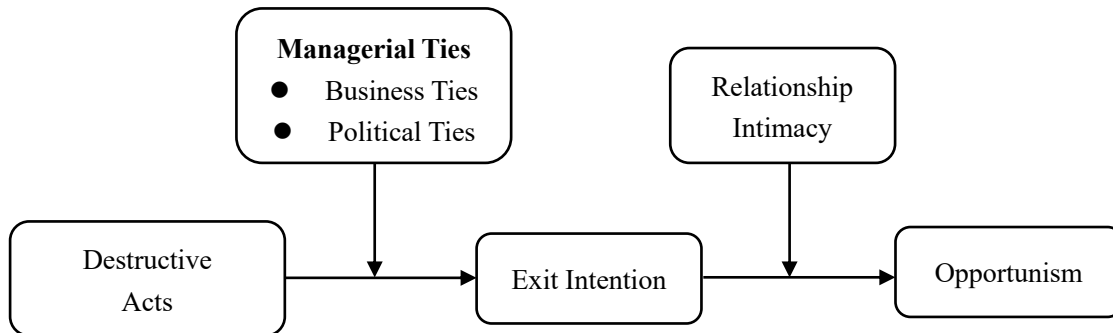 Managerial Ties
● Business Ties
● Political Ties
Relationship
Intimacy
Destructive
Acts
Exit Intention
Opportunism